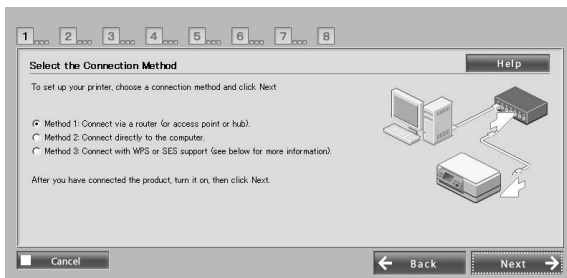 1 2 3 4 5 6 7 8
Select the Connection Method
Help
To set up your printer, choose a connection method and click Next
Method 1: Connect via a router (or access point or hub).
Method 2: Connect directly to the computer.
Method 3: Connect with WPS or SES support (see below for more information).
After you have connected the product, turn it on, then click Next.
Cancel
Back
Next